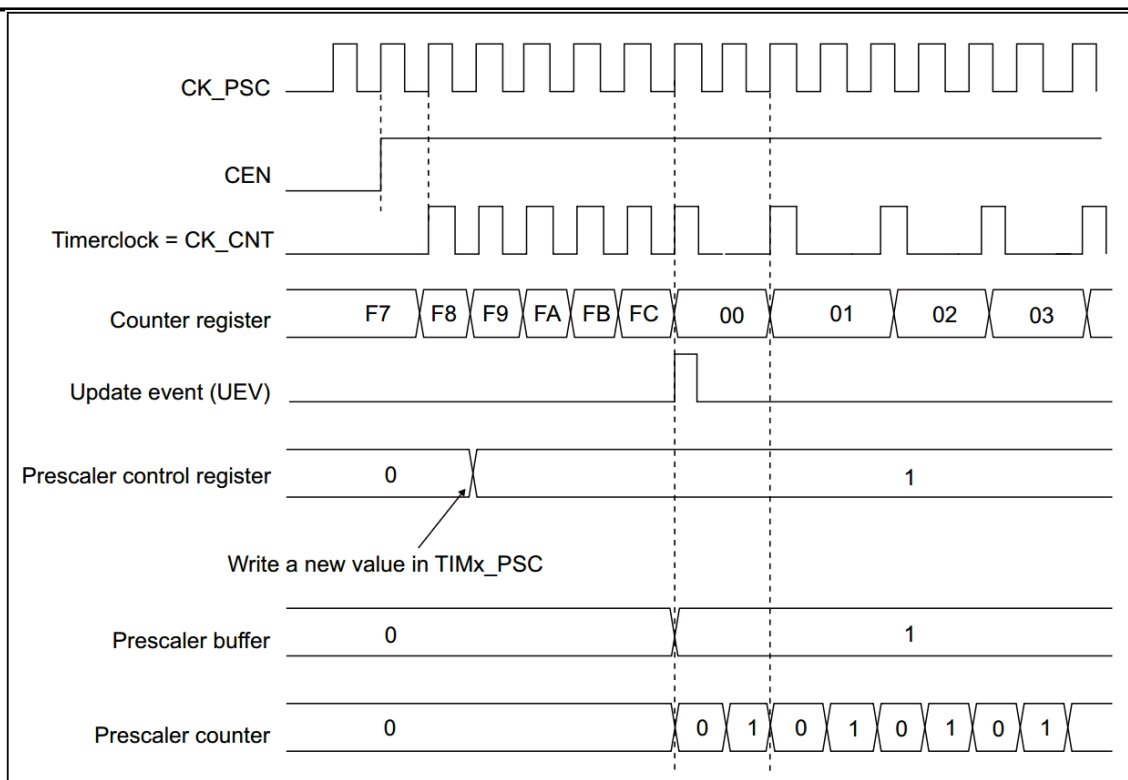 CK_PSC
CEN
Timerclock = CK_CNT
Counter register F7 F8 F9 FA FB FC 00 01 02 03
Update event (UEV)
Prescaler control register 0 1
Write a new value in TIMx_PSC
Prescaler buffer 0 1
Prescaler counter 0 0 1 0 1 0 1 0 1